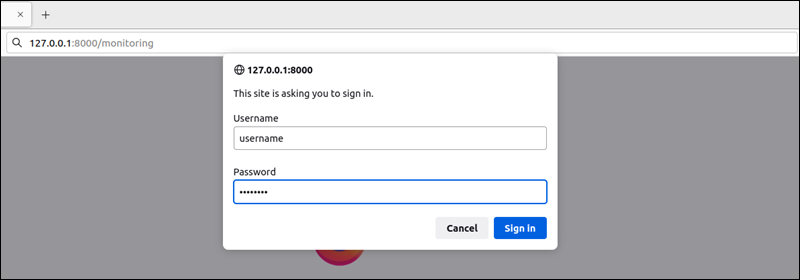 127.0.0.1:8000/monitoring
127.0.0.1:8000
This site is asking you to sign in.
Username
username
Password
••••••••
Cancel
Sign in